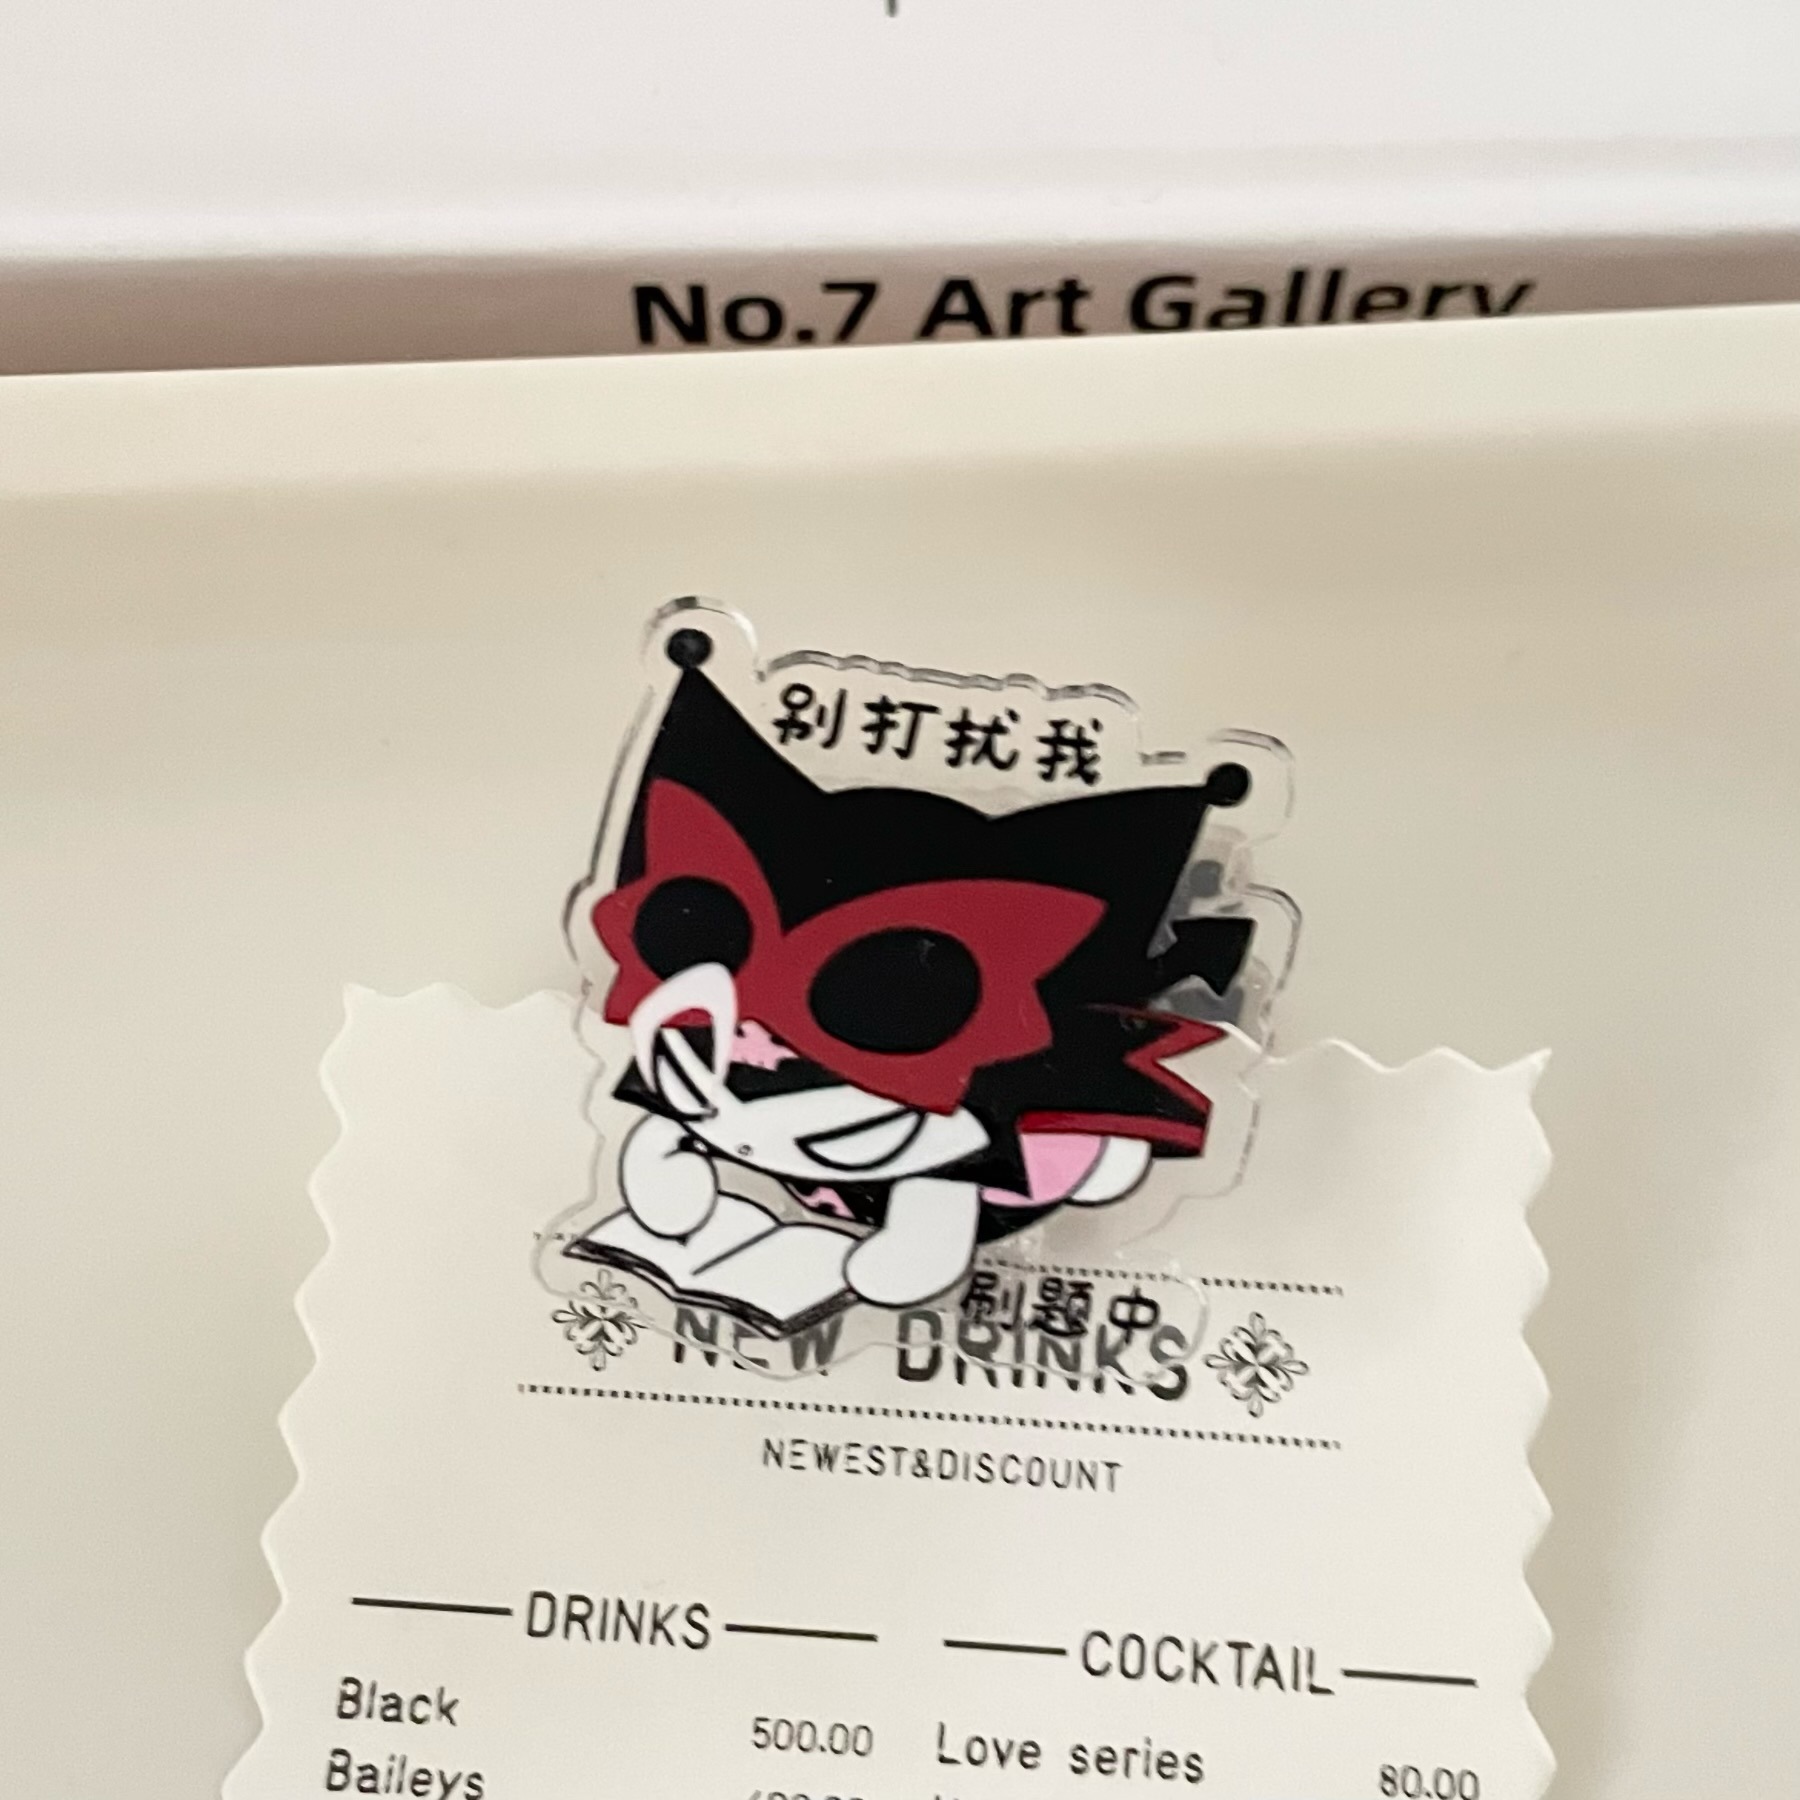 No.7 Art Gallery
别打扰我
刷题中
NEW DRINKS
NEWEST&DISCOUNT
DRINKS
Black 500.00
Baileys
COCKTAIL
Love series 80.00